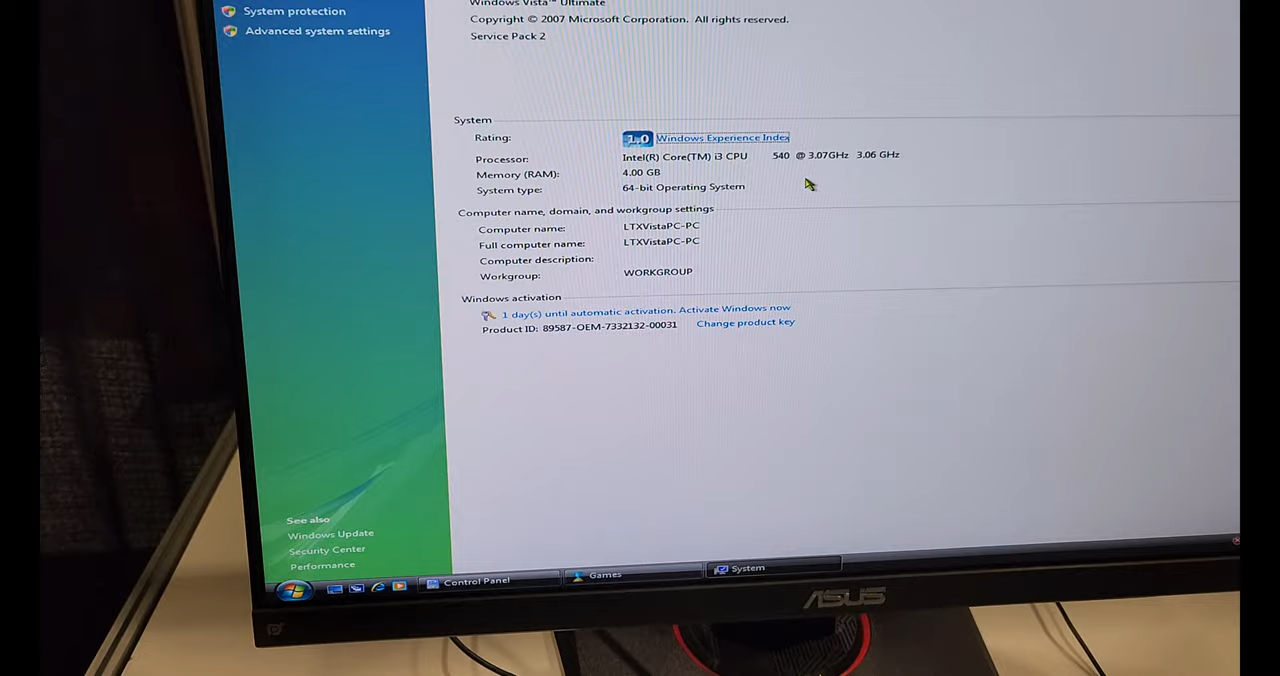 System protection
Advanced system settings
Windows Vista™ Ultimate
Copyright © 2007 Microsoft Corporation. All rights reserved.
Service Pack 2
System
Rating: 1.0 Windows Experience Index
Processor: Intel(R) Core(TM) i3 CPU 540 @ 3.07GHz 3.06 GHz
Memory (RAM): 4.00 GB
System type: 64-bit Operating System
Computer name, domain, and workgroup settings
Computer name: LTXVistaPC-PC
Full computer name: LTXVistaPC-PC
Computer description:
Workgroup: WORKGROUP
Windows activation
1 day(s) until automatic activation. Activate Windows now
Product ID: 89587-OEM-7332132-00031 Change product key
See also
Windows Update
Security Center
Performance
Control Panel
Games
System
ASUS